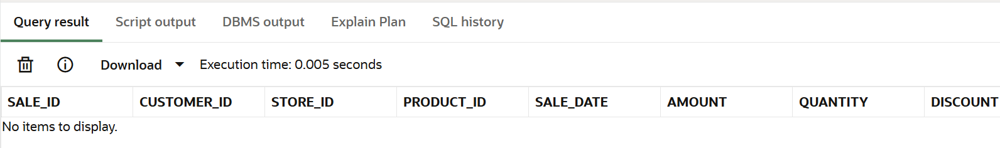 Query result Script output DBMS output Explain Plan SQL history
Download Execution time: 0.005 seconds
SALE_ID CUSTOMER_ID STORE_ID PRODUCT_ID SALE_DATE AMOUNT QUANTITY DISCOUNT
No items to display.